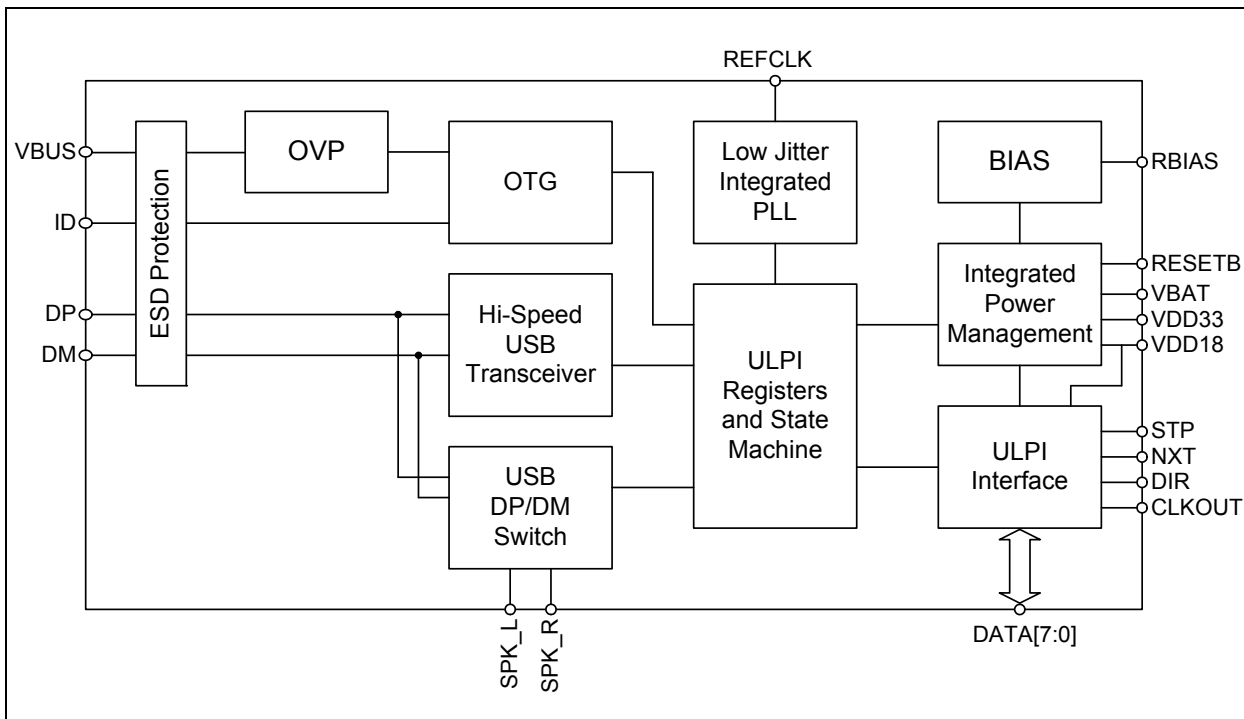 REFCLK
VBUS
ID
DP
DM
ESD Protection
OVP
OTG
Hi-Speed
USB
Transceiver
USB
DP/DM
Switch
SPK_L
SPK_R
Low Jitter
Integrated
PLL
ULPI
Registers
and State
Machine
BIAS
Integrated
Power
Management
ULPI
Interface
RBIAS
RESETB
VBAT
VDD33
VDD18
STP
NXT
DIR
CLKOUT
DATA[7:0]